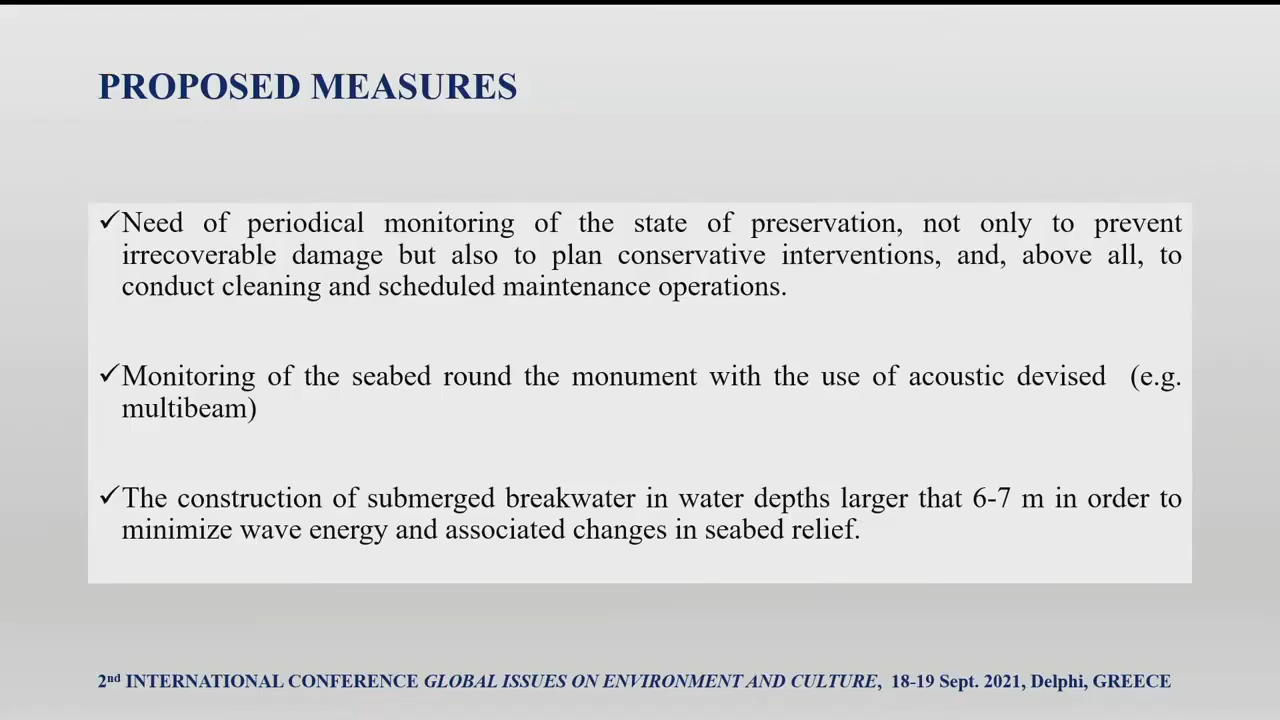 PROPOSED MEASURES
✓Need of periodical monitoring of the state of preservation, not only to prevent
irrecoverable damage but also to plan conservative interventions, and, above all, to
conduct cleaning and scheduled maintenance operations.
✓Monitoring of the seabed round the monument with the use of acoustic devised (e.g.
multibeam)
✓The construction of submerged breakwater in water depths larger that 6-7 m in order to
minimize wave energy and associated changes in seabed relief.
2nd INTERNATIONAL CONFERENCE GLOBAL ISSUES ON ENVIRONMENT AND CULTURE, 18-19 Sept. 2021, Delphi, GREECE